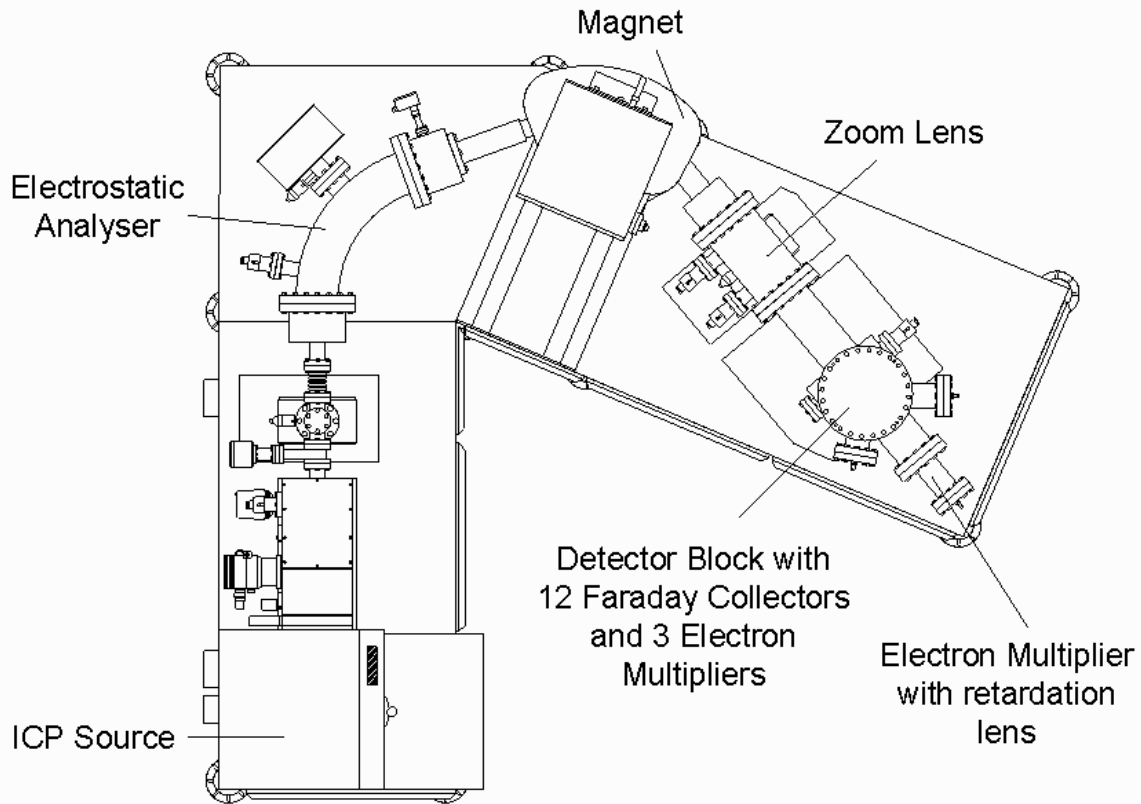 Magnet
Zoom Lens
Electrostatic
Analyser
Detector Block with
12 Faraday Collectors
and 3 Electron
Multipliers
Electron Multiplier
with retardation
lens
ICP Source